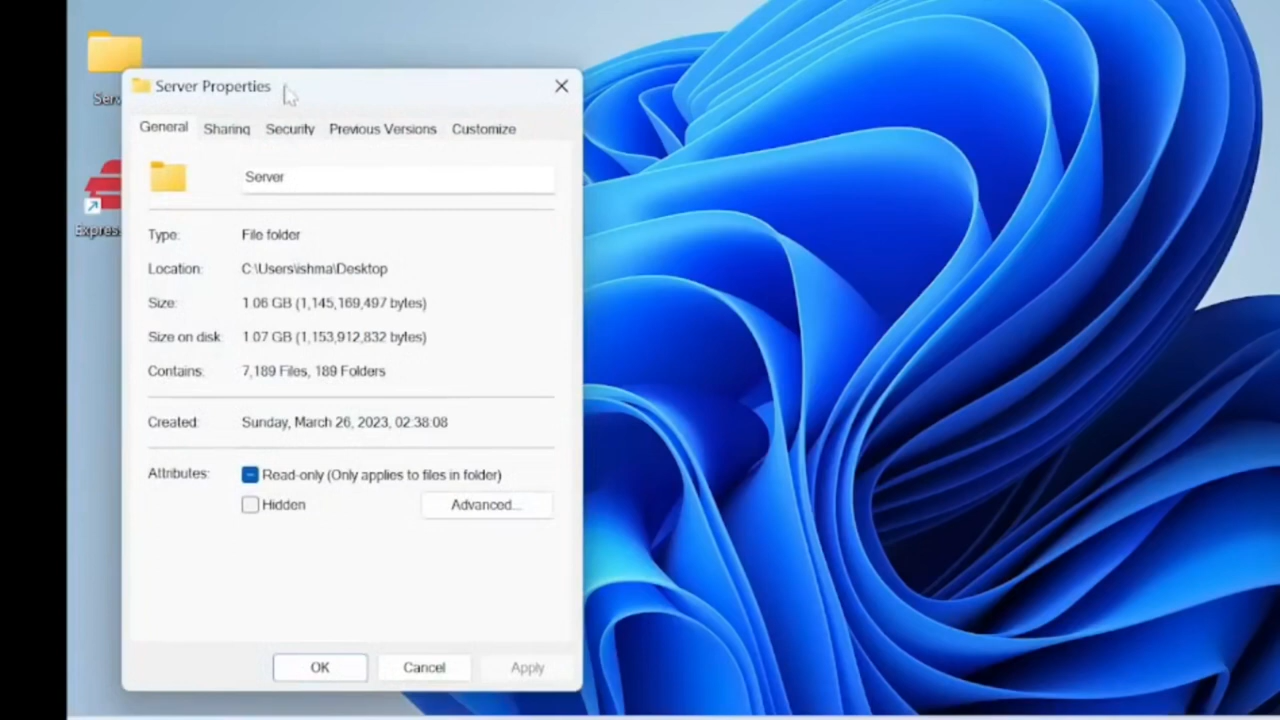 Server Properties
General Sharing Security Previous Versions Customize
Server
Type: File folder
Location: C:\Users\ishma\Desktop
Size: 1.06 GB (1,145,169,497 bytes)
Size on disk: 1.07 GB (1,153,912,832 bytes)
Contains: 7,189 Files, 189 Folders
Created: Sunday, March 26, 2023, 02:38:08
Attributes: Read-only (Only applies to files in folder)
Hidden Advanced...
OK Cancel Apply